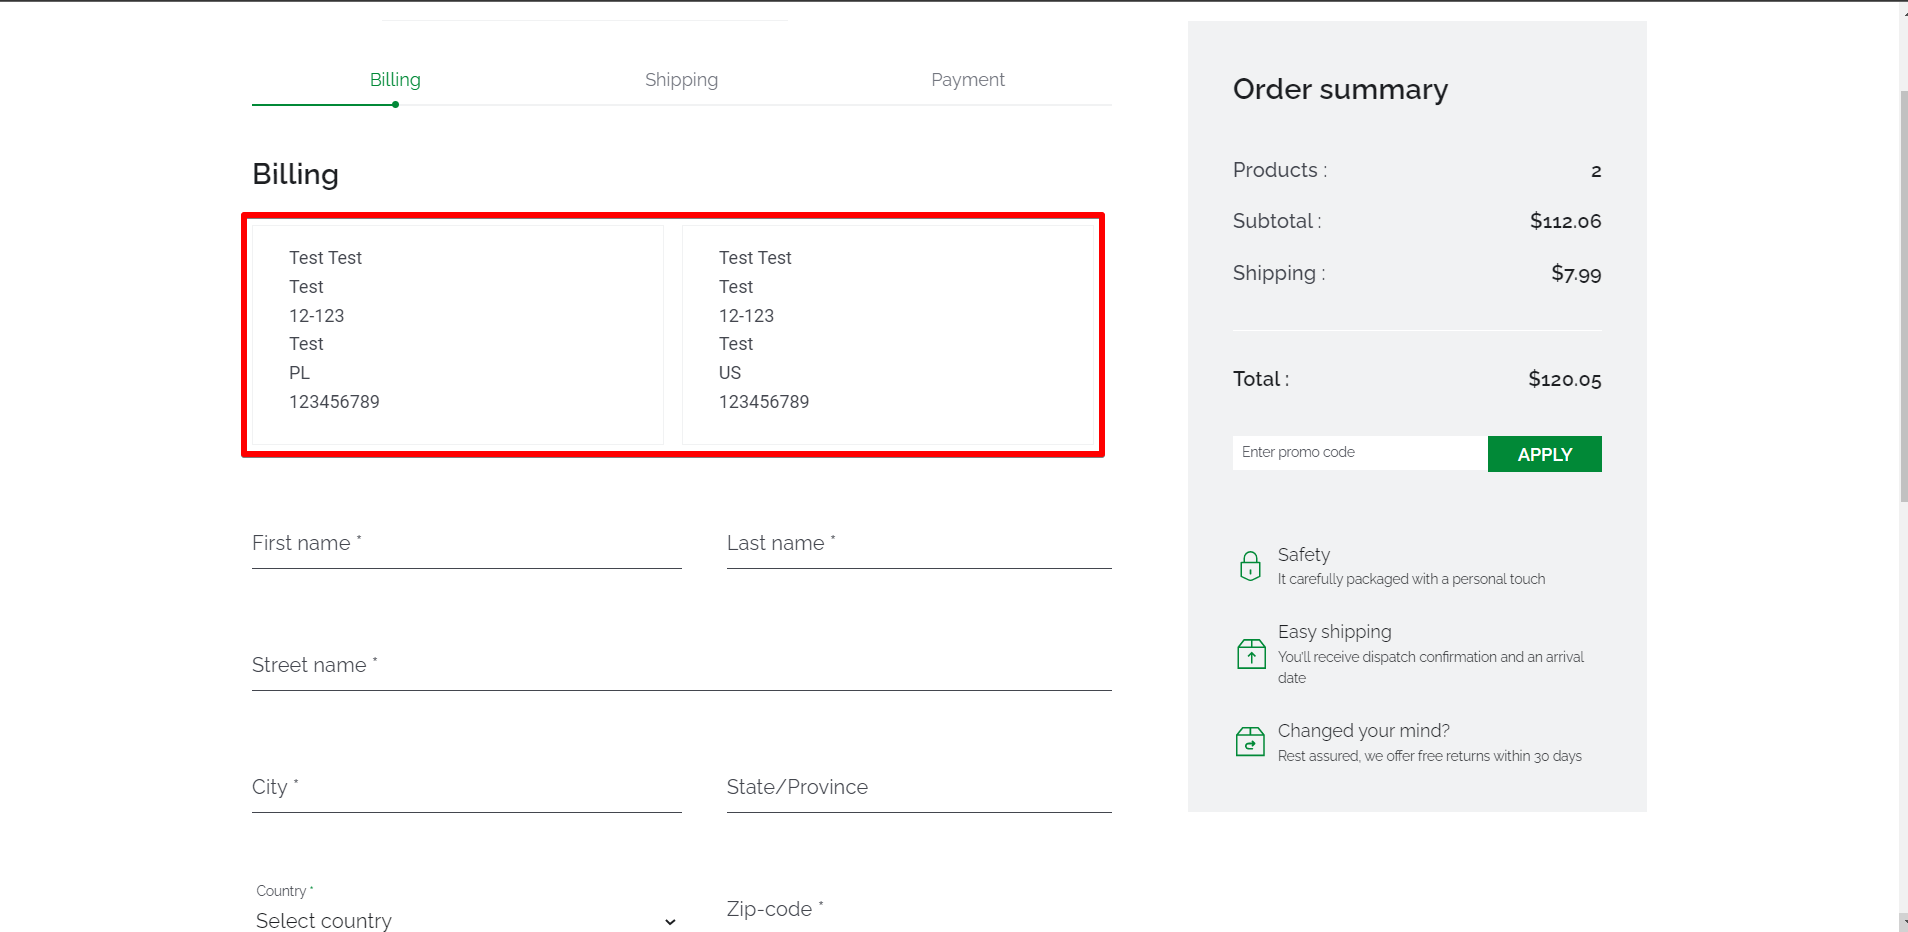 Billing
Shipping
Payment
Billing
Test Test
Test
12-123
Test
PL
123456789
Test Test
Test
12-123
Test
US
123456789
First name *
Last name *
Street name *
City *
State/Province
Country *
Select country
Zip-code *
Order summary
Products : 2
Subtotal : $112.06
Shipping : $7.99
Total : $120.05
Enter promo code
APPLY
Safety
It carefully packaged with a personal touch
Easy shipping
You'll receive dispatch confirmation and an arrival
date
Changed your mind?
Rest assured, we offer free returns within 30 days